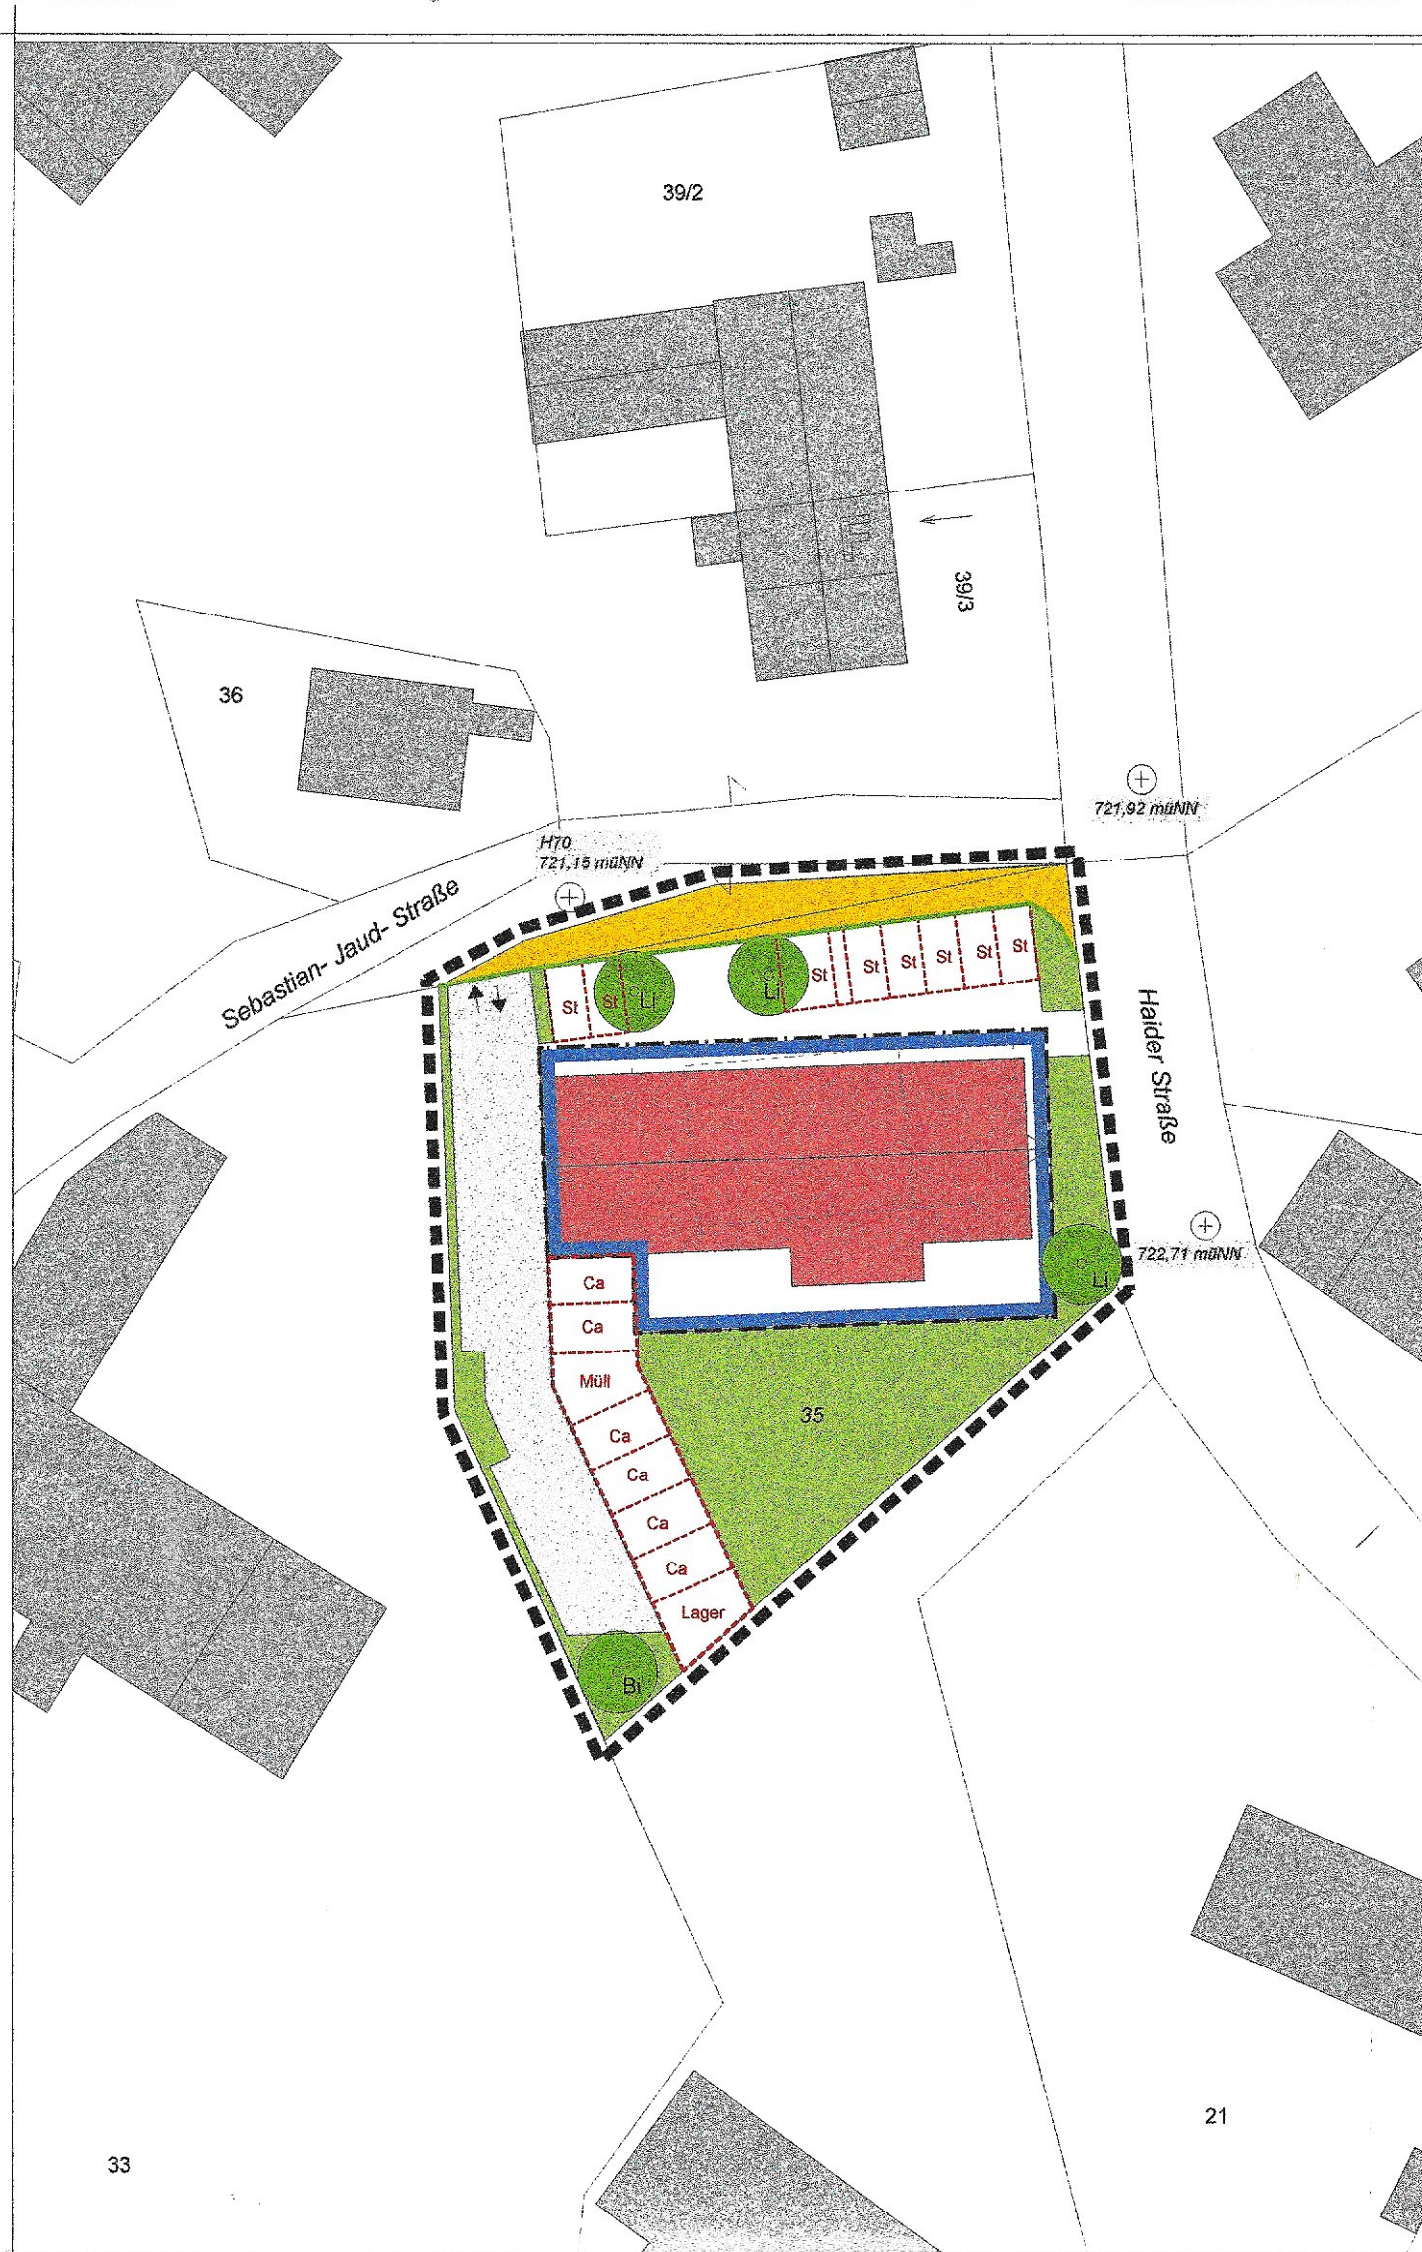 39/2
39/3
36
721,92 müNN
H70
721,15 müNN
Sebastian- Jaud- Straße
St
St
Li
Li
St
St
St
St
St
St
Haider Straße
722,71 müNN
Li
Ca
Ca
Müll
Ca
Ca
Ca
Ca
Lager
35
Bi
21
33